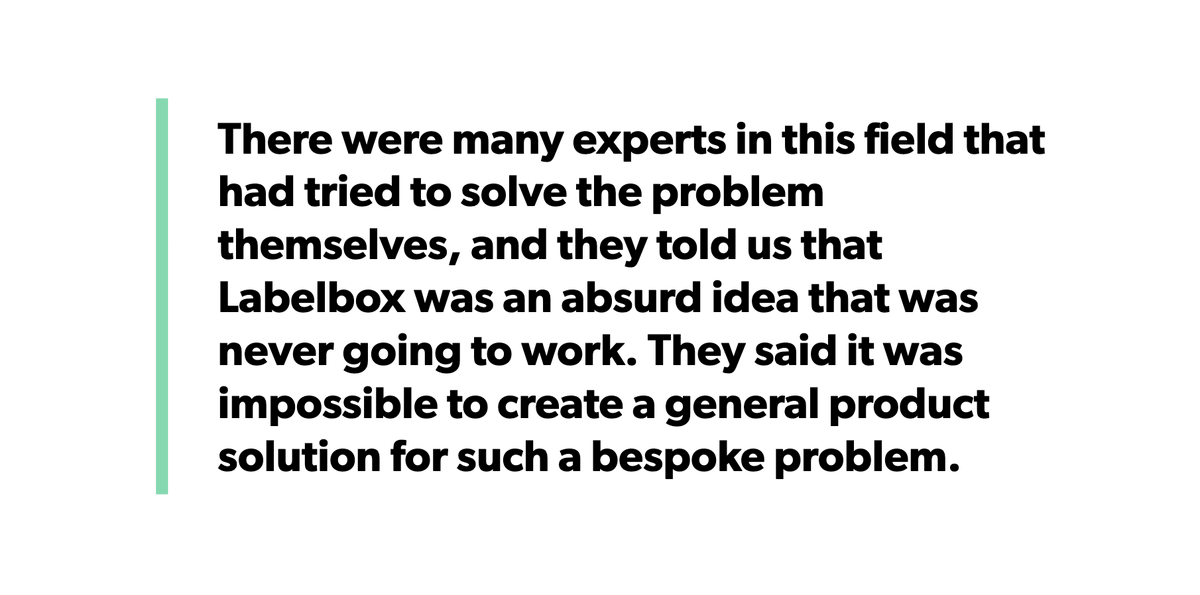 There were many experts in this field that
had tried to solve the problem
themselves, and they told us that
Labelbox was an absurd idea that was
never going to work. They said it was
impossible to create a general product
solution for such a bespoke problem.